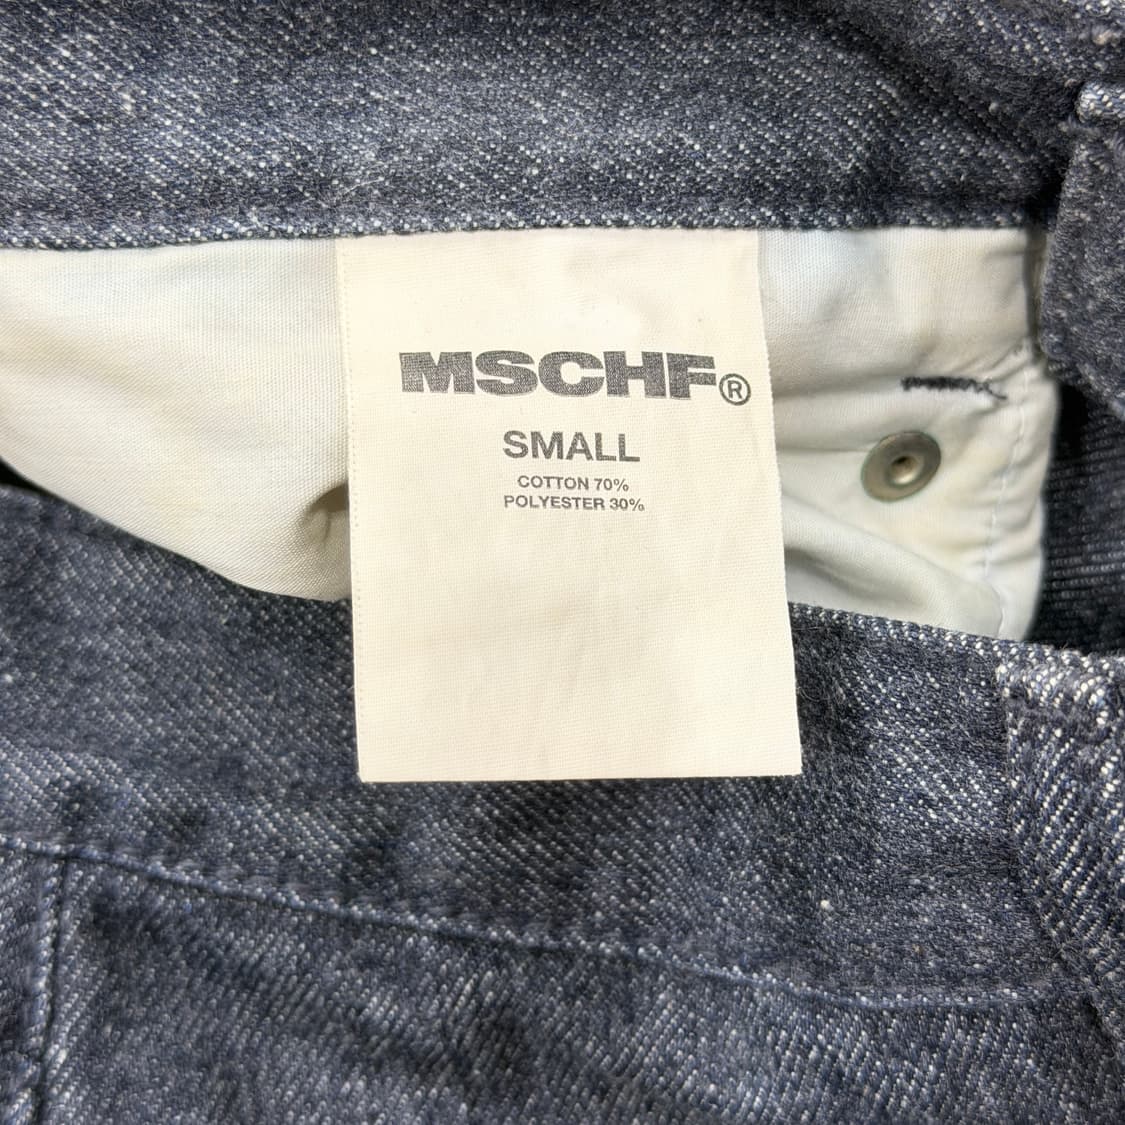 MSCHF®
SMALL
COTTON 70%
POLYESTER 30%